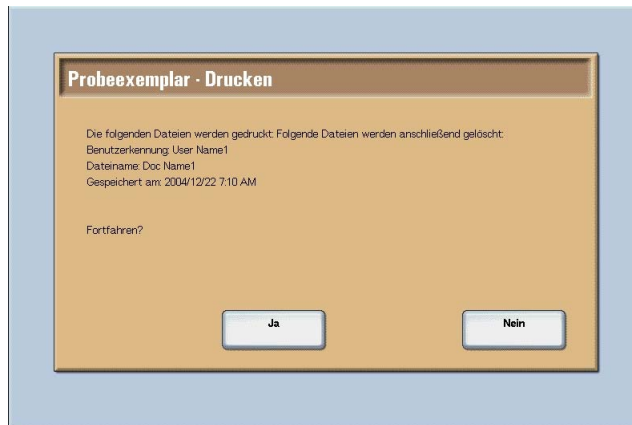 Probeexemplar - Drucken
Die folgenden Dateien werden gedruckt: Folgende Dateien werden anschließend gelöscht:
Benutzerkennung: User Name1
Dateiname: Doc Name1
Gespeichert am: 2004/12/22 7:10 AM
Fortfahren?
Ja
Nein